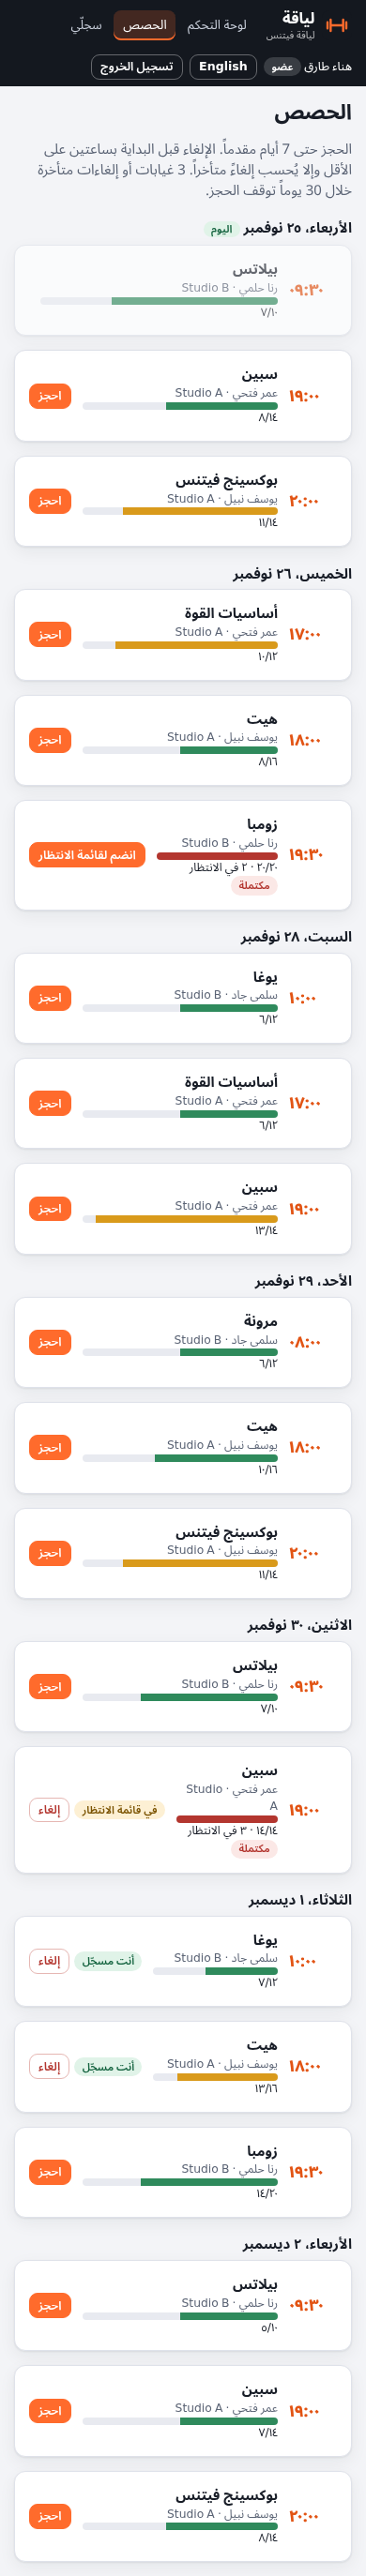 لياقة
لياقة فيتنس
لوحة التحكم
الحصص
سجلّي
هناء طارق
عضو
English
تسجيل الخروج
الحصص
الحجز حتى 7 أيام مقدماً. الإلغاء قبل البداية بساعتين على
الأقل وإلا يُحسب إلغاءً متأخراً. 3 غيابات أو إلغاءات متأخرة
خلال 30 يوماً توقف الحجز.
الأربعاء، ٢٥ نوفمبر اليوم
٠٩:٣٠
بيلاتس
رنا حلمي · Studio B
٧/١٠
١٩:٠٠
سبين
عمر فتحي · Studio A
٨/١٤
احجز
٢٠:٠٠
بوكسينج فيتنس
يوسف نبيل · Studio A
١١/١٤
احجز
الخميس، ٢٦ نوفمبر
١٧:٠٠
أساسيات القوة
عمر فتحي · Studio A
١٠/١٢
احجز
١٨:٠٠
هيت
يوسف نبيل · Studio A
٨/١٦
احجز
١٩:٣٠
زومبا
رنا حلمي · Studio B
٢٠/٢٠ · ٢ في الانتظار
مكتملة
انضم لقائمة الانتظار
السبت، ٢٨ نوفمبر
١٠:٠٠
يوغا
سلمى جاد · Studio B
٦/١٢
احجز
١٧:٠٠
أساسيات القوة
عمر فتحي · Studio A
٦/١٢
احجز
١٩:٠٠
سبين
عمر فتحي · Studio A
١٣/١٤
احجز
الأحد، ٢٩ نوفمبر
٠٨:٠٠
مرونة
سلمى جاد · Studio B
٦/١٢
احجز
١٨:٠٠
هيت
يوسف نبيل · Studio A
١٠/١٦
احجز
٢٠:٠٠
بوكسينج فيتنس
يوسف نبيل · Studio A
١١/١٤
احجز
الاثنين، ٣٠ نوفمبر
٠٩:٣٠
بيلاتس
رنا حلمي · Studio B
٧/١٠
احجز
١٩:٠٠
سبين
عمر فتحي · Studio
A
١٤/١٤ · ٣ في الانتظار
مكتملة
في قائمة الانتظار
إلغاء
الثلاثاء، ١ ديسمبر
١٠:٠٠
يوغا
سلمى جاد · Studio B
٧/١٢
أنت مسجّل
إلغاء
١٨:٠٠
هيت
يوسف نبيل · Studio A
١٣/١٦
أنت مسجّل
إلغاء
١٩:٣٠
زومبا
رنا حلمي · Studio B
١٤/٢٠
احجز
الأربعاء، ٢ ديسمبر
٠٩:٣٠
بيلاتس
رنا حلمي · Studio B
٥/١٠
احجز
١٩:٠٠
سبين
عمر فتحي · Studio A
٧/١٤
احجز
٢٠:٠٠
بوكسينج فيتنس
يوسف نبيل · Studio A
٨/١٤
احجز